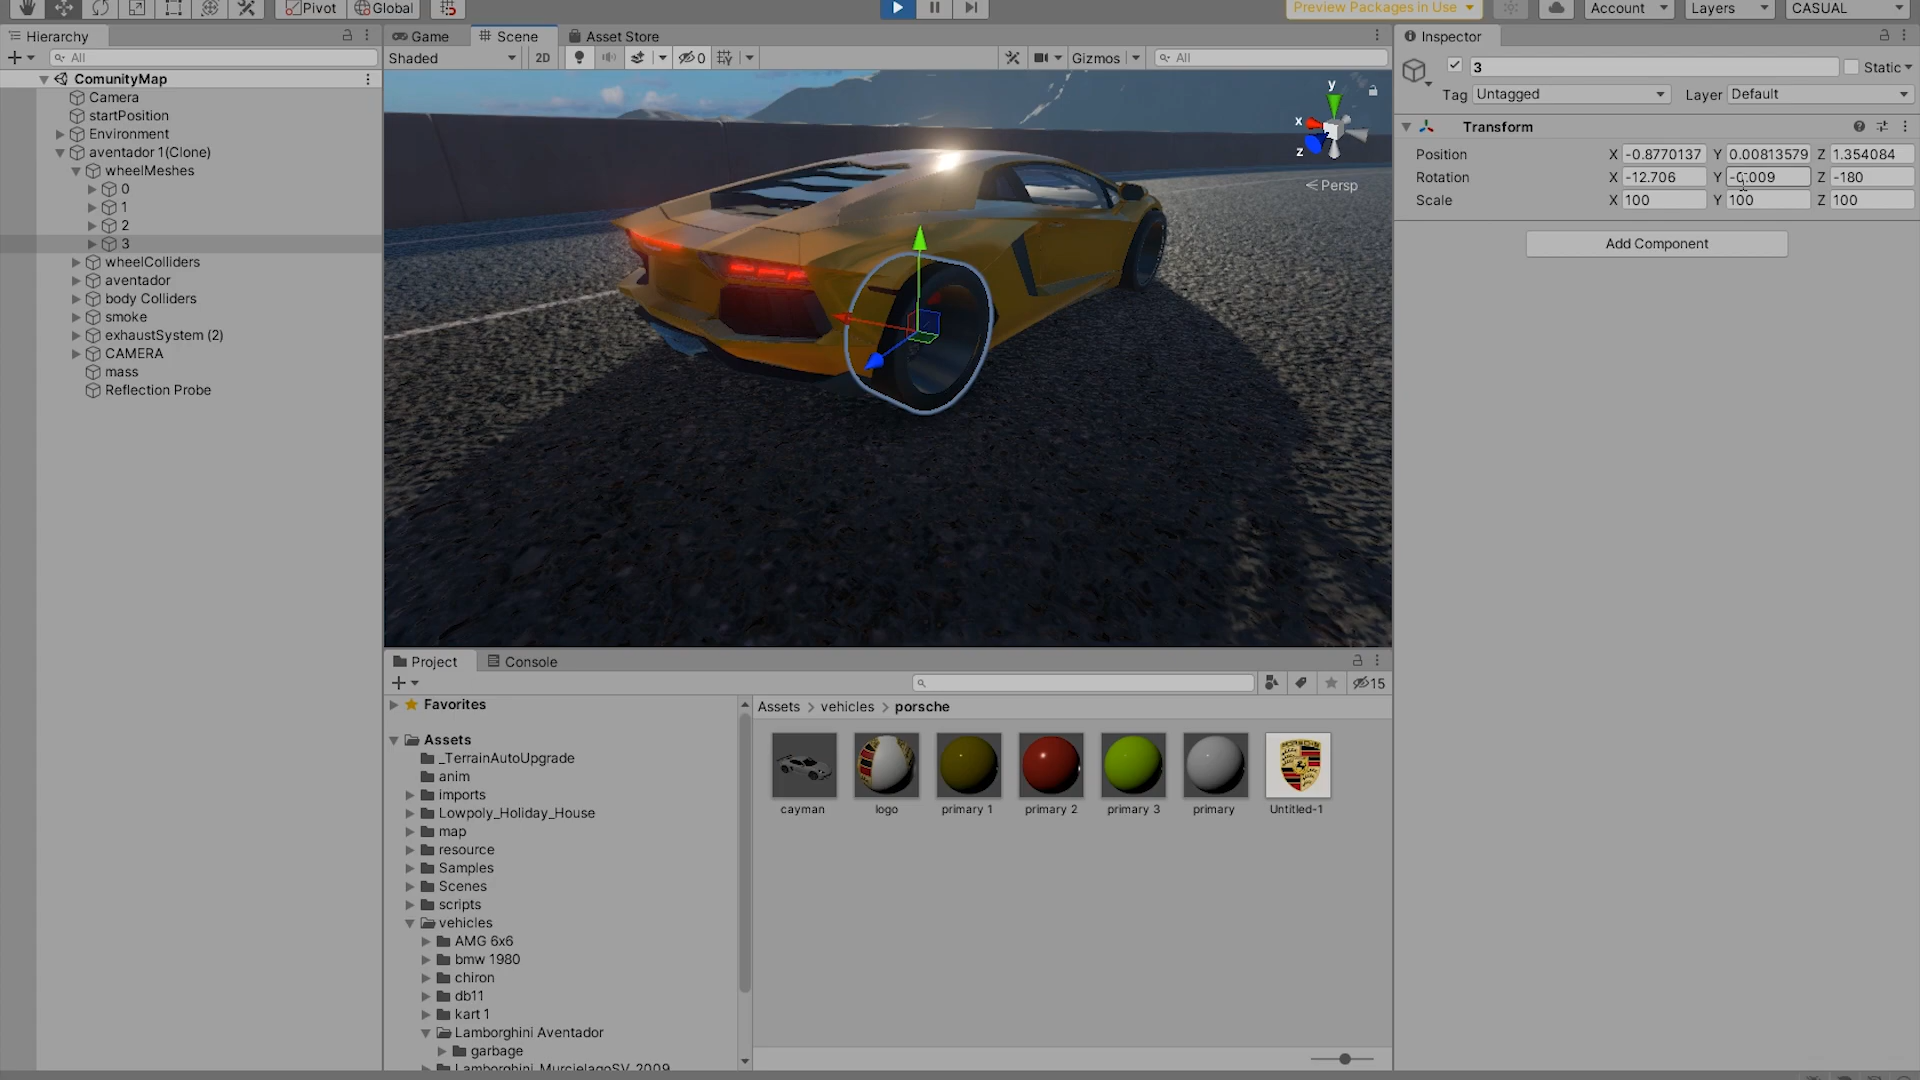 Pivot
Global
Preview Packages in Use
Account
Layers
CASUAL
Hierarchy
All
ComunityMap
Camera
startPosition
Environment
aventador 1(Clone)
wheelMeshes
0
1
2
3
wheelColliders
aventador
body Colliders
smoke
exhaustSystem (2)
CAMERA
mass
Reflection Probe
Game
Scene
Asset Store
Shaded
2D
0
Gizmos
All
y
x
z
Persp
Project
Console
15
Favorites
Assets
_TerrainAutoUpgrade
anim
imports
Lowpoly_Holiday_House
map
resource
Samples
Scenes
scripts
vehicles
AMG 6x6
bmw 1980
chiron
db11
kart 1
Lamborghini Aventador
garbage
Lamborghini_MurcielagoSV_2009
Assets > vehicles > porsche
cayman
logo
primary 1
primary 2
primary 3
primary
Untitled-1
Inspector
3
Static
Tag Untagged
Layer Default
Transform
Position X -0.8770137 Y 0.00813579 Z 1.354084
Rotation X -12.706 Y -0.009 Z -180
Scale X 100 Y 100 Z 100
Add Component